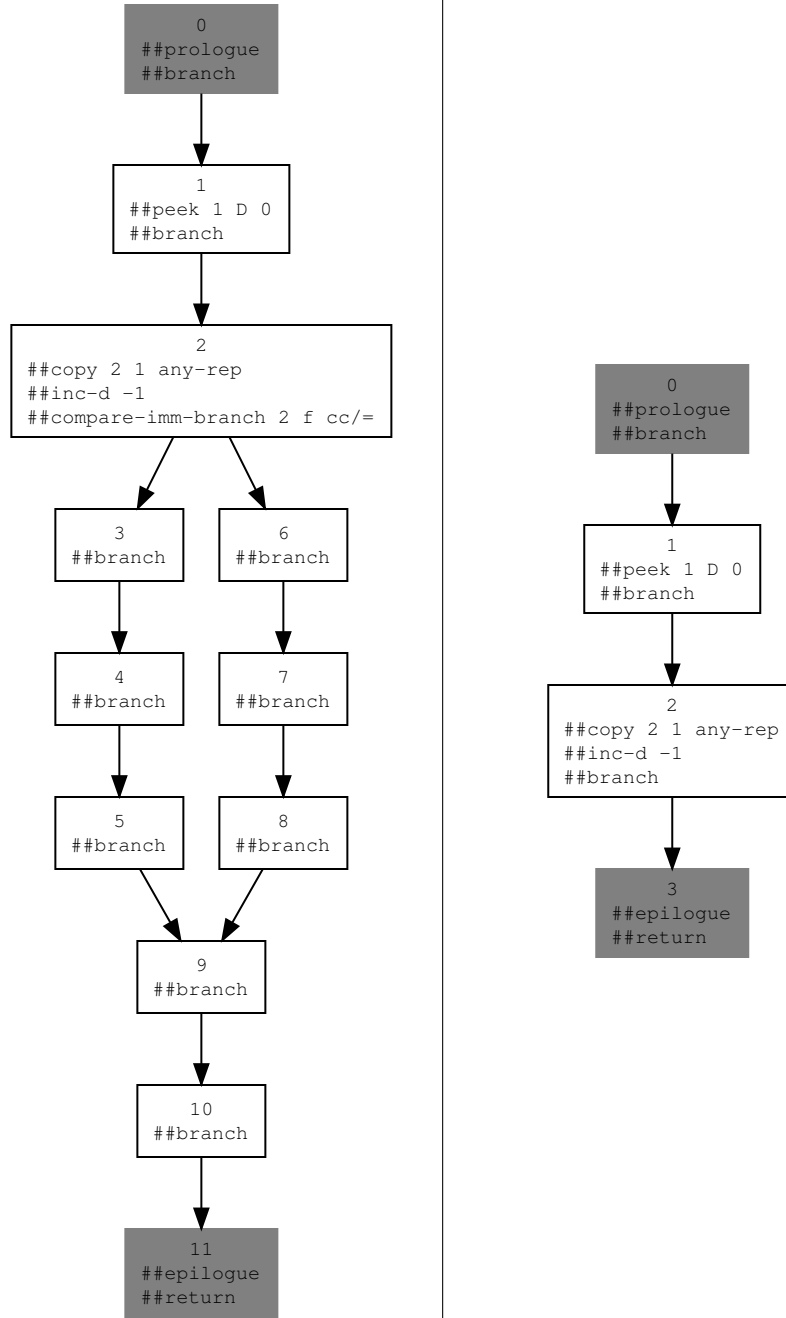 0
##prologue
##branch
1
##peek 1 D 0
##branch
2
##copy 2 1 any-rep
##inc-d -1
##compare-imm-branch 2 f cc/=
3
##branch
6
##branch
4
##branch
7
##branch
5
##branch
8
##branch
9
##branch
10
##branch
11
##epilogue
##return
0
##prologue
##branch
1
##peek 1 D 0
##branch
2
##copy 2 1 any-rep
##inc-d -1
##branch
3
##epilogue
##return